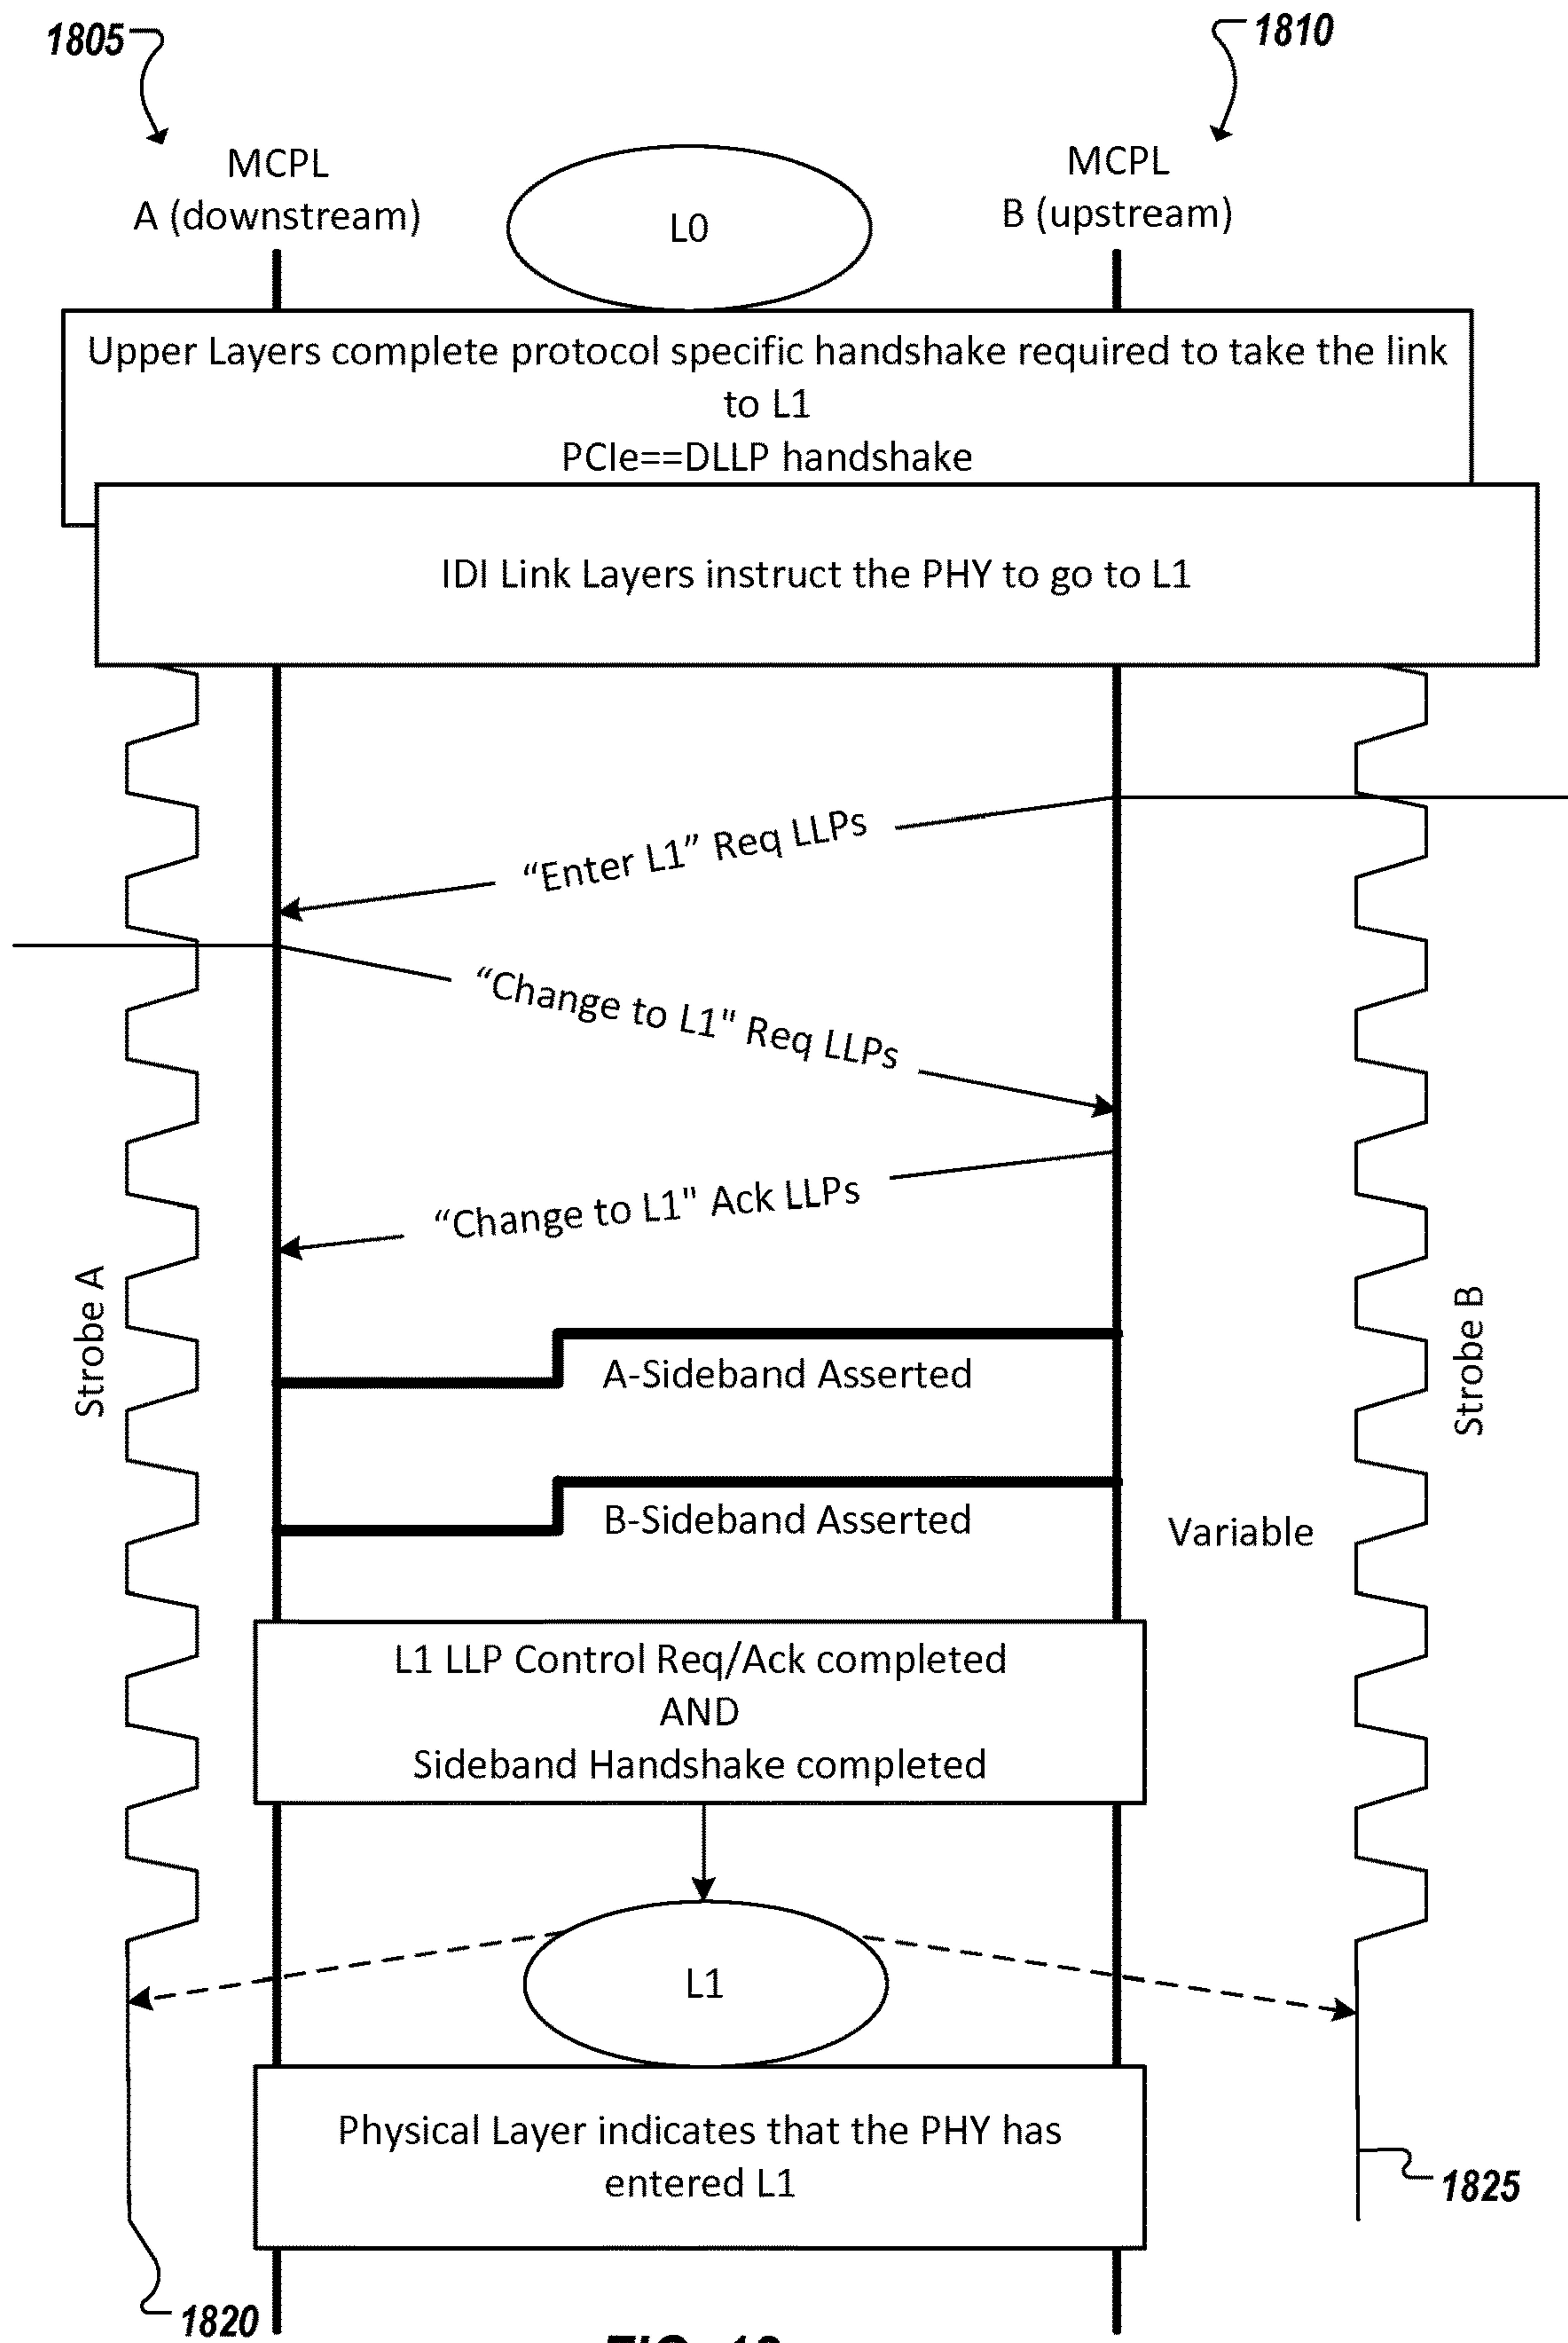 1805
1810
MCPL
A (downstream)
L0
MCPL
B (upstream)
Upper Layers complete protocol specific handshake required to take the link
to L1
PCIe==DLLP handshake
IDI Link Layers instruct the PHY to go to L1
“Enter L1” Req LLPs
“Change to L1" Req LLPs
“Change to L1" Ack LLPs
Strobe A
Strobe B
A-Sideband Asserted
B-Sideband Asserted
Variable
L1 LLP Control Req/Ack completed
AND
Sideband Handshake completed
L1
Physical Layer indicates that the PHY has
entered L1
1825
1820